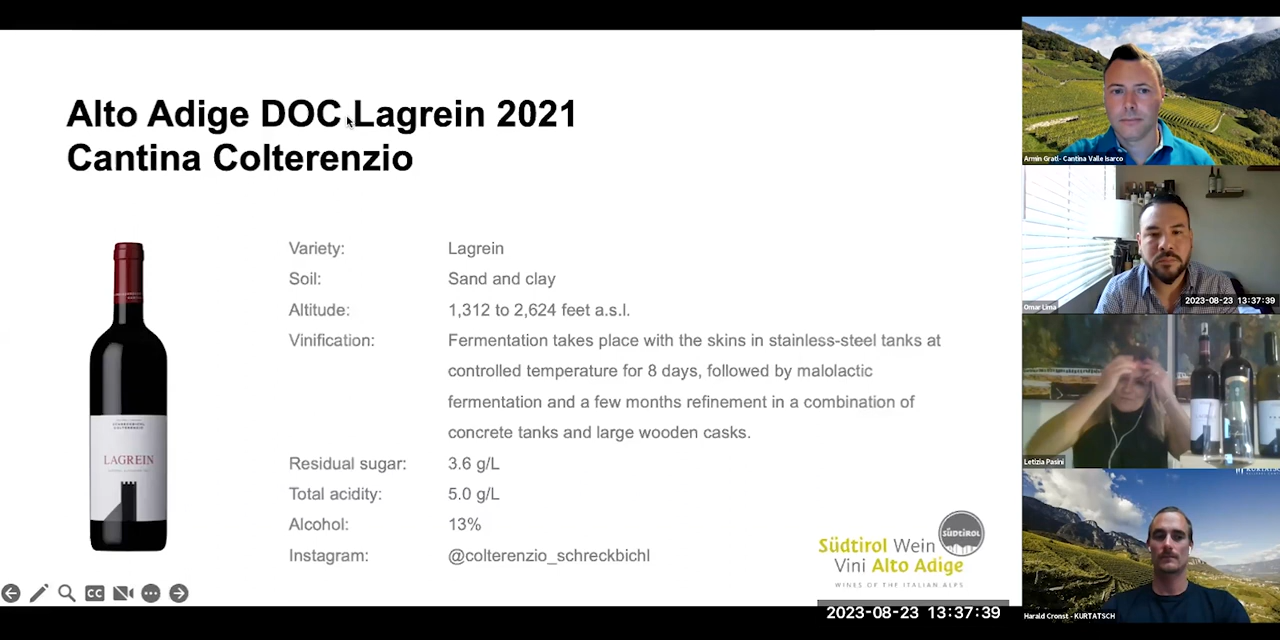 Alto Adige DOC Lagrein 2021
Cantina Colterenzio
Variety: Lagrein
Soil: Sand and clay
Altitude: 1,312 to 2,624 feet a.s.l.
Vinification: Fermentation takes place with the skins in stainless-steel tanks at
controlled temperature for 8 days, followed by malolactic
fermentation and a few months refinement in a combination of
concrete tanks and large wooden casks.
Residual sugar: 3.6 g/L
Total acidity: 5.0 g/L
Alcohol: 13%
Instagram: @colterenzio_schreckbichl
LAGREIN
SÜDTIROL
Südtirol Wein
Vini Alto Adige
WINES OF THE ITALIAN ALPS
CC
2023-08-23 13:37:39
Armin Gratl- Cantina Valle Isarco
2023-08-23 13:37:39
Omar Lima
Letizia Pasini
Harald Cronst - KURTATSCH